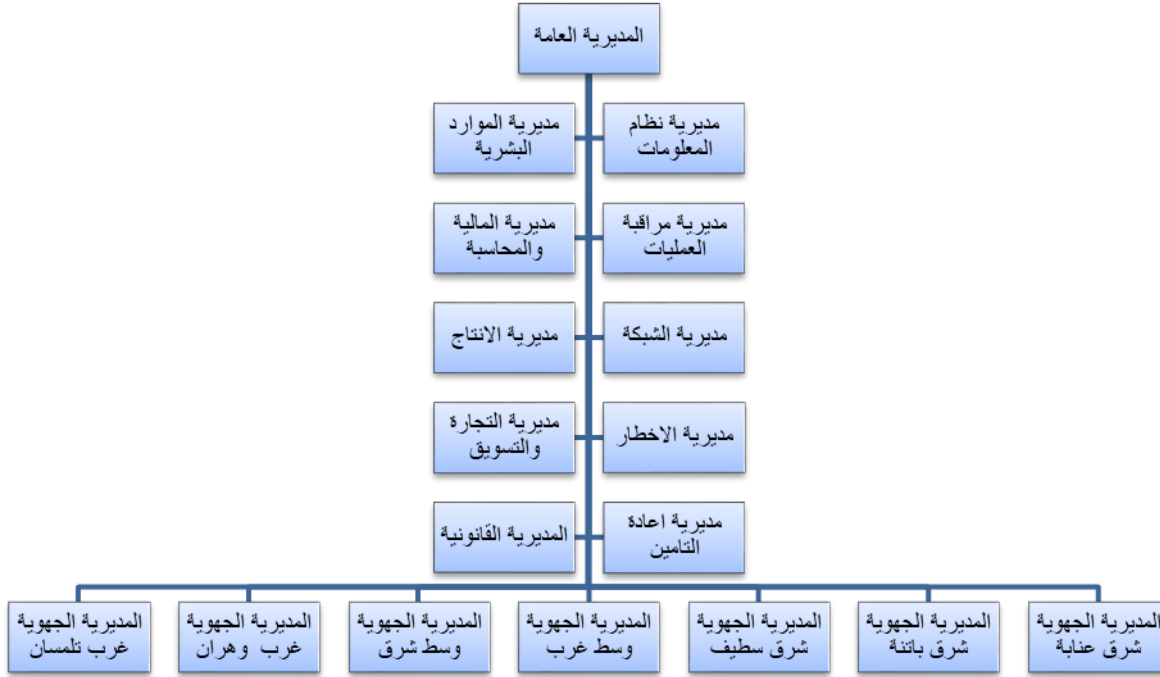 المديرية العامة
مديرية نظام
المعلومات
مديرية الموارد
البشرية
مديرية مراقبة
العمليات
مديرية المالية
والمحاسبة
مديرية الشبكة
مديرية الانتاج
مديرية الاخطار
مديرية التجارة
والتسويق
مديرية اعادة
التامين
المديرية القانونية
المديرية الجهوية
شرق عنابة
المديرية الجهوية
شرق باتنة
المديرية الجهوية
شرق سطيف
المديرية الجهوية
وسط غرب
المديرية الجهوية
وسط شرق
المديرية الجهوية
غرب وهران
المديرية الجهوية
غرب تلمسان